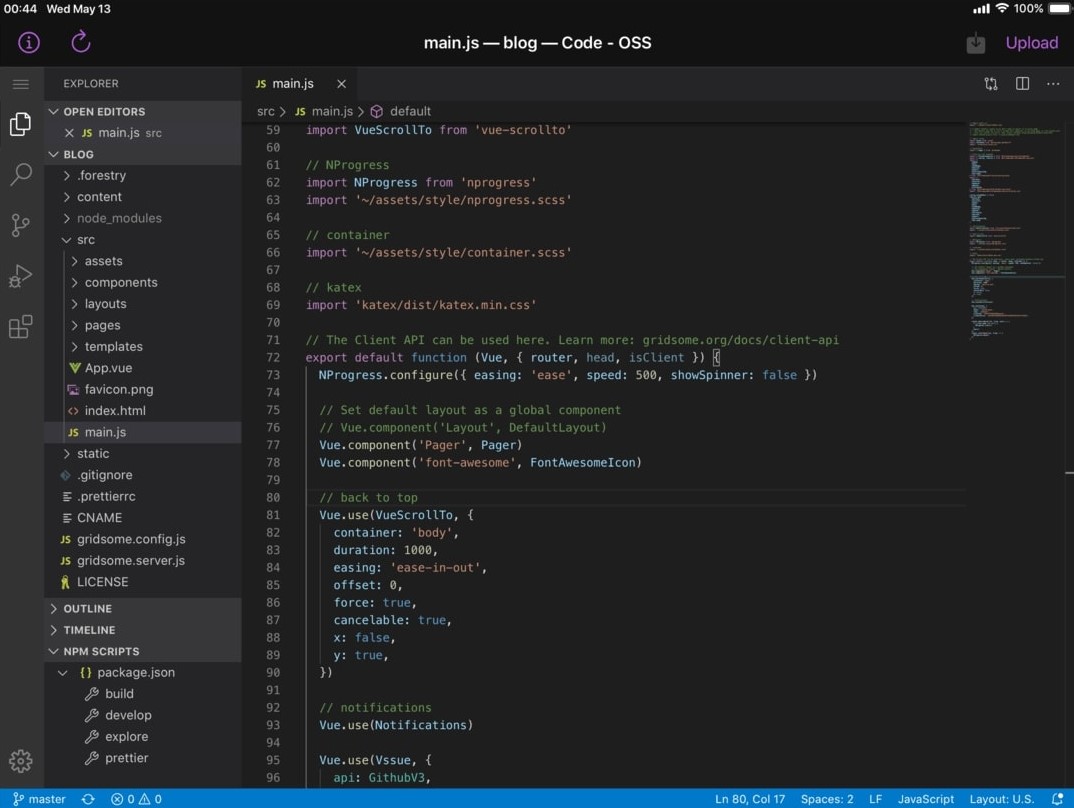 00:44 Wed May 13
100%
main.js — blog — Code - OSS
Upload
EXPLORER
OPEN EDITORS
JS main.js src
BLOG
.forestry
content
node_modules
src
assets
components
layouts
pages
templates
App.vue
favicon.png
<> index.html
JS main.js
static
.gitignore
.prettierrc
CNAME
JS gridsome.config.js
JS gridsome.server.js
LICENSE
OUTLINE
TIMELINE
NPM SCRIPTS
{} package.json
build
develop
explore
prettier
JS main.js
src > JS main.js > default
59 import VueScrollTo from 'vue-scrollto'
60
61 // NProgress
62 import NProgress from 'nprogress'
63 import '~/assets/style/nprogress.scss'
64
65 // container
66 import '~/assets/style/container.scss'
67
68 // katex
69 import 'katex/dist/katex.min.css'
70
71 // The Client API can be used here. Learn more: gridsome.org/docs/client-api
72 export default function (Vue, { router, head, isClient }) {
73 NProgress.configure({ easing: 'ease', speed: 500, showSpinner: false })
74
75 // Set default layout as a global component
76 // Vue.component('Layout', DefaultLayout)
77 Vue.component('Pager', Pager)
78 Vue.component('font-awesome', FontAwesomeIcon)
79
80 // back to top
81 Vue.use(VueScrollTo, {
82 container: 'body',
83 duration: 1000,
84 easing: 'ease-in-out',
85 offset: 0,
86 force: true,
87 cancelable: true,
88 x: false,
89 y: true,
90 })
91
92 // notifications
93 Vue.use(Notifications)
94
95 Vue.use(Vssue, {
96 api: GithubV3,
master
0 0
Ln 80, Col 17
Spaces: 2
LF
JavaScript
Layout: U.S.